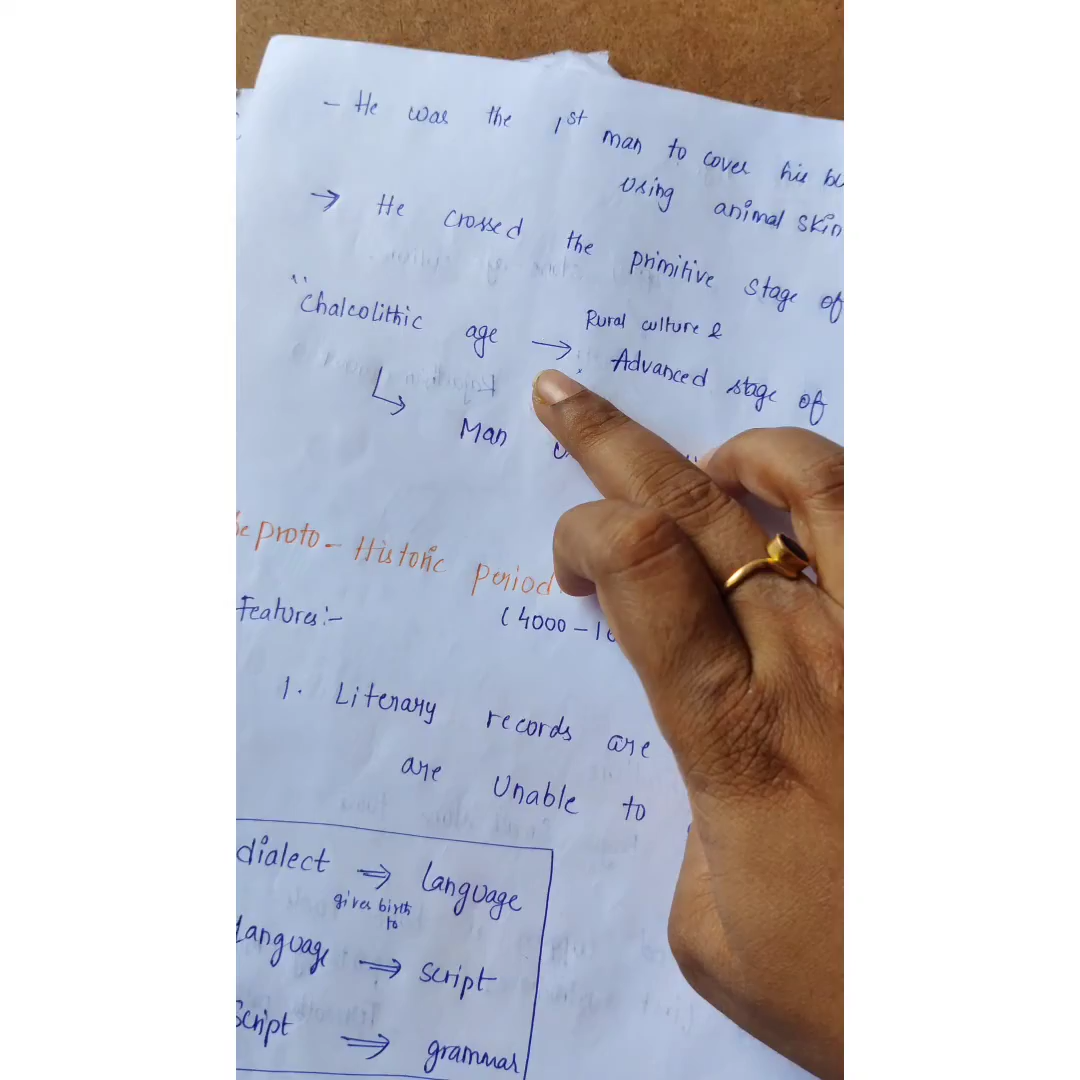 - He was the 1st man to cover his
using animal skin
→ He crossed the primitive stage of
"Chalcolithic age → Rural culture &
Advanced stage of
Man
proto - Historic period
Features:-
(4000 - 1
1. Literary records are
are Unable to
dialect ⇒ language
gives birth
to
Language ⇒ script
Script ⇒ grammar